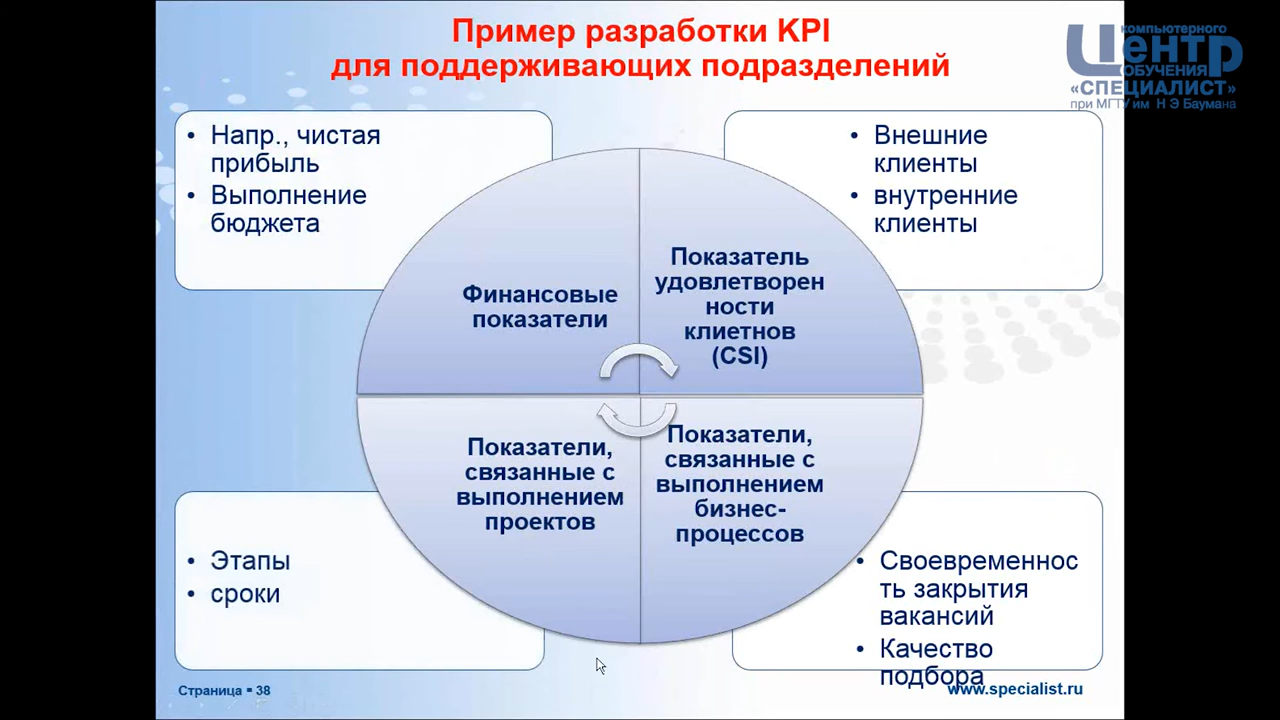 Пример разработки KPI
для поддерживающих подразделений
компьютерного
Центр
ОБУЧЕНИЯ
«СПЕЦИАЛИСТ»
при МГТУ им Н Э Баумана
• Напр., чистая
прибыль
• Выполнение
бюджета
• Внешние
клиенты
• внутренние
клиенты
Финансовые
показатели
Показатель
удовлетворен
ности
клиетнов
(CSI)
Показатели,
связанные с
выполнением
проектов
Показатели,
связанные с
выполнением
бизнес-
процессов
• Этапы
• сроки
• Своевременнос
ть закрытия
вакансий
• Качество
подбора
Страница ▪ 38
www.specialist.ru